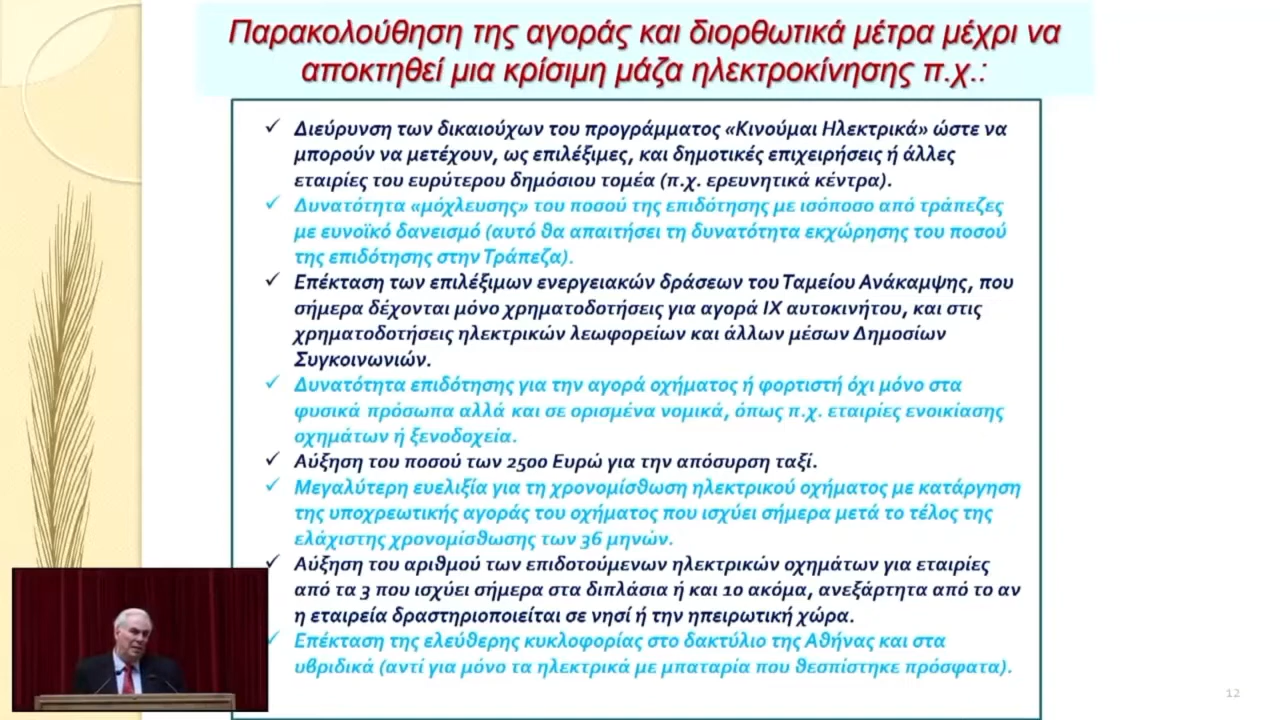 Παρακολούθηση της αγοράς και διορθωτικά μέτρα μέχρι να
αποκτηθεί μια κρίσιμη μάζα ηλεκτροκίνησης π.χ.:
✓ Διεύρυνση των δικαιούχων του προγράμματος «Κινούμαι Ηλεκτρικά» ώστε να
μπορούν να μετέχουν, ως επιλέξιμες, και δημοτικές επιχειρήσεις ή άλλες
εταιρίες του ευρύτερου δημόσιου τομέα (π.χ. ερευνητικά κέντρα).
✓ Δυνατότητα «μόχλευσης» του ποσού της επιδότησης με ισόποσο από τράπεζες
με ευνοϊκό δανεισμό (αυτό θα απαιτήσει τη δυνατότητα εκχώρησης του ποσού
της επιδότησης στην Τράπεζα).
✓ Επέκταση των επιλέξιμων ενεργειακών δράσεων του Ταμείου Ανάκαμψης, που
σήμερα δέχονται μόνο χρηματοδοτήσεις για αγορά ΙΧ αυτοκινήτου, και στις
χρηματοδοτήσεις ηλεκτρικών λεωφορείων και άλλων μέσων Δημοσίων
Συγκοινωνιών.
✓ Δυνατότητα επιδότησης για την αγορά οχήματος ή φορτιστή όχι μόνο στα
φυσικά πρόσωπα αλλά και σε ορισμένα νομικά, όπως π.χ. εταιρίες ενοικίασης
οχημάτων ή ξενοδοχεία.
✓ Αύξηση του ποσού των 2500 Ευρώ για την απόσυρση ταξί.
✓ Μεγαλύτερη ευελιξία για τη χρονομίσθωση ηλεκτρικού οχήματος με κατάργηση
της υποχρεωτικής αγοράς του οχήματος που ισχύει σήμερα μετά το τέλος της
ελάχιστης χρονομίσθωσης των 36 μηνών.
✓ Αύξηση του αριθμού των επιδοτούμενων ηλεκτρικών οχημάτων για εταιρίες
από τα 3 που ισχύει σήμερα στα διπλάσια ή και 10 ακόμα, ανεξάρτητα από το αν
η εταιρεία δραστηριοποιείται σε νησί ή την ηπειρωτική χώρα.
✓ Επέκταση της ελεύθερης κυκλοφορίας στο δακτύλιο της Αθήνας και στα
υβριδικά (αντί για μόνο τα ηλεκτρικά με μπαταρία που θεσπίστηκε πρόσφατα).
12